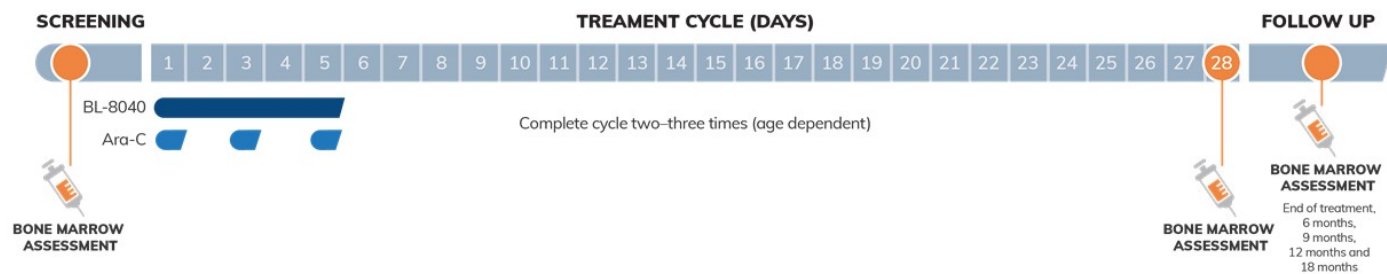 SCREENING
TREAMENT CYCLE (DAYS)
FOLLOW UP
1 2 3 4 5 6 7 8 9 10 11 12 13 14 15 16 17 18 19 20 21 22 23 24 25 26 27 28
BL-8040
Ara-C
Complete cycle two–three times (age dependent)
BONE MARROW
ASSESSMENT
BONE MARROW
ASSESSMENT
BONE MARROW
ASSESSMENT
End of treatment,
6 months,
9 months,
12 months and
18 months